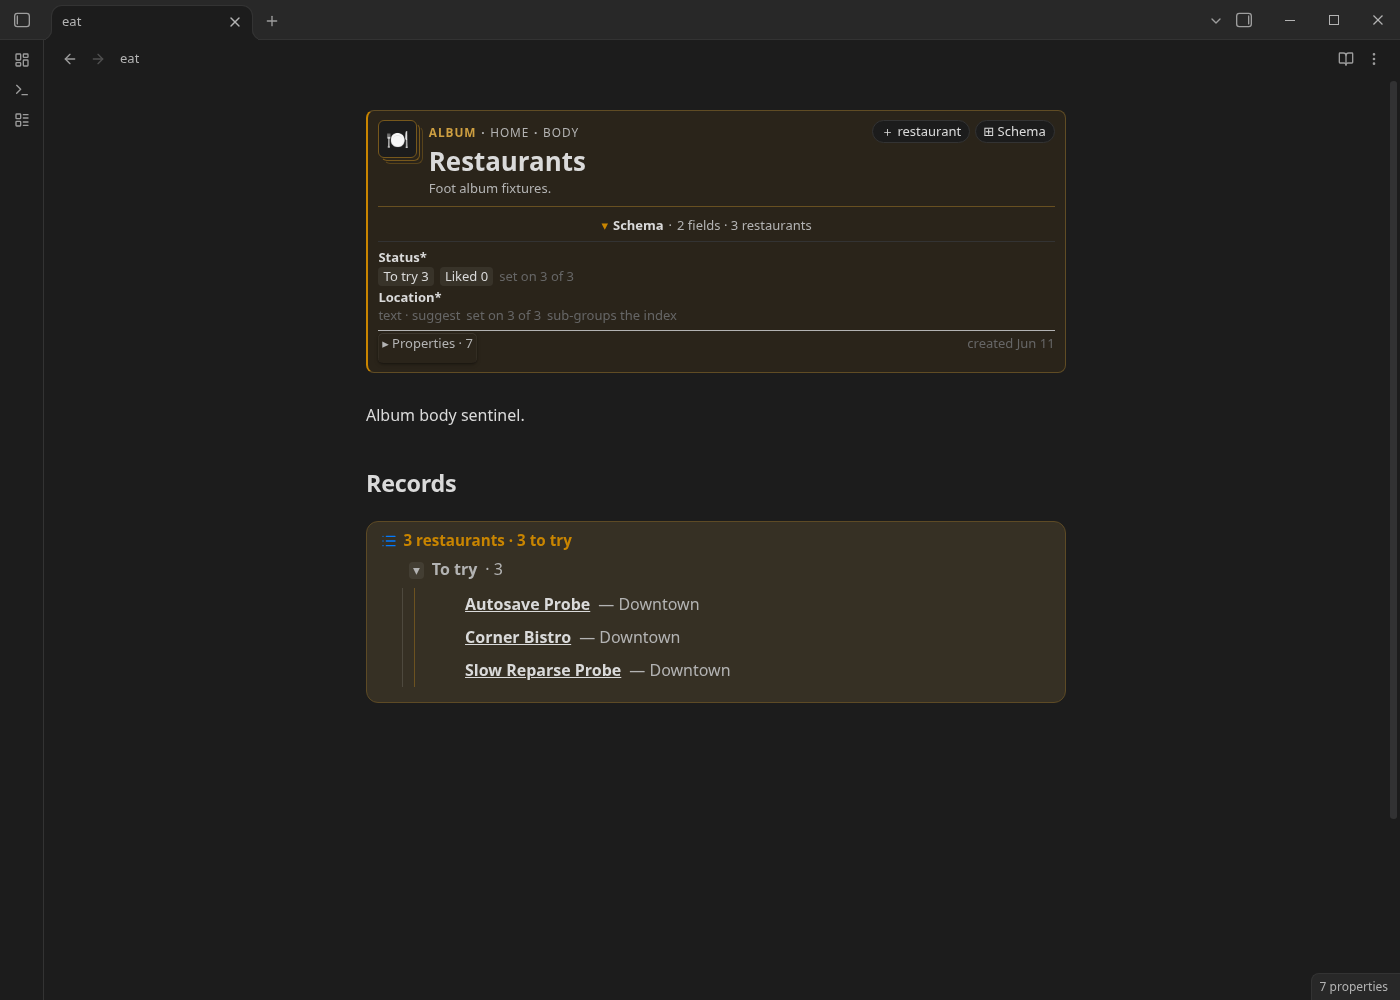 eat
eat
ALBUM · HOME · BODY
+ restaurant
⊞ Schema
Restaurants
Foot album fixtures.
▾ Schema · 2 fields · 3 restaurants
Status*
To try 3 Liked 0 set on 3 of 3
Location*
text · suggest set on 3 of 3 sub-groups the index
▸ Properties · 7
created Jun 11
Album body sentinel.
Records
3 restaurants · 3 to try
▾ To try · 3
Autosave Probe — Downtown
Corner Bistro — Downtown
Slow Reparse Probe — Downtown
7 properties